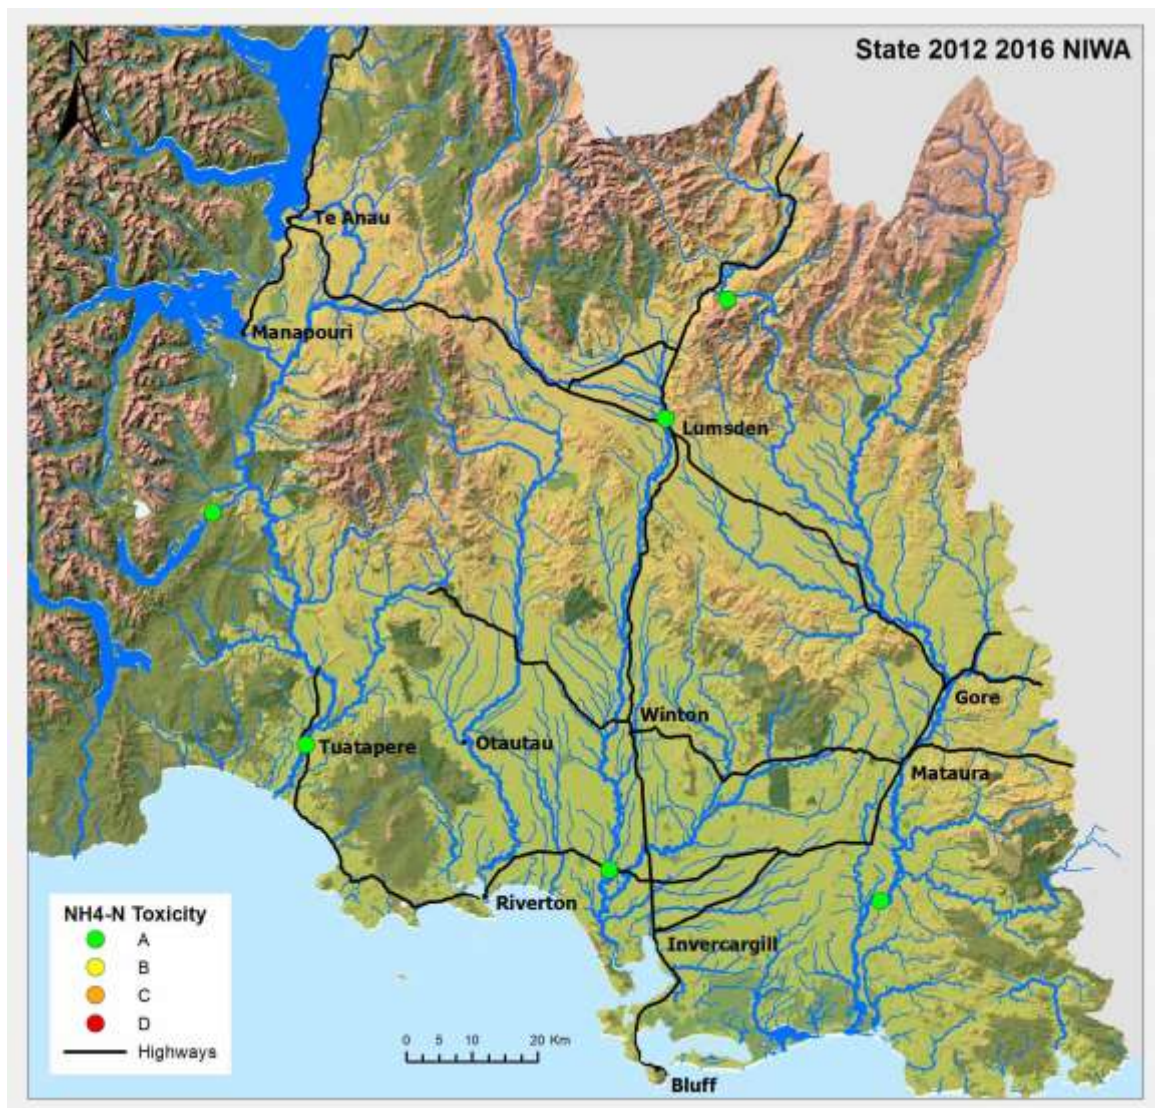 State 2012 2016 NIWA
N
Te Anau
Manapouri
Lumsden
Gore
Winton
Tuatapere
Otautau
Mataura
Riverton
Invercargill
NH4-N Toxicity
A
B
C
D
Highways
0 5 10 20 Km
Bluff